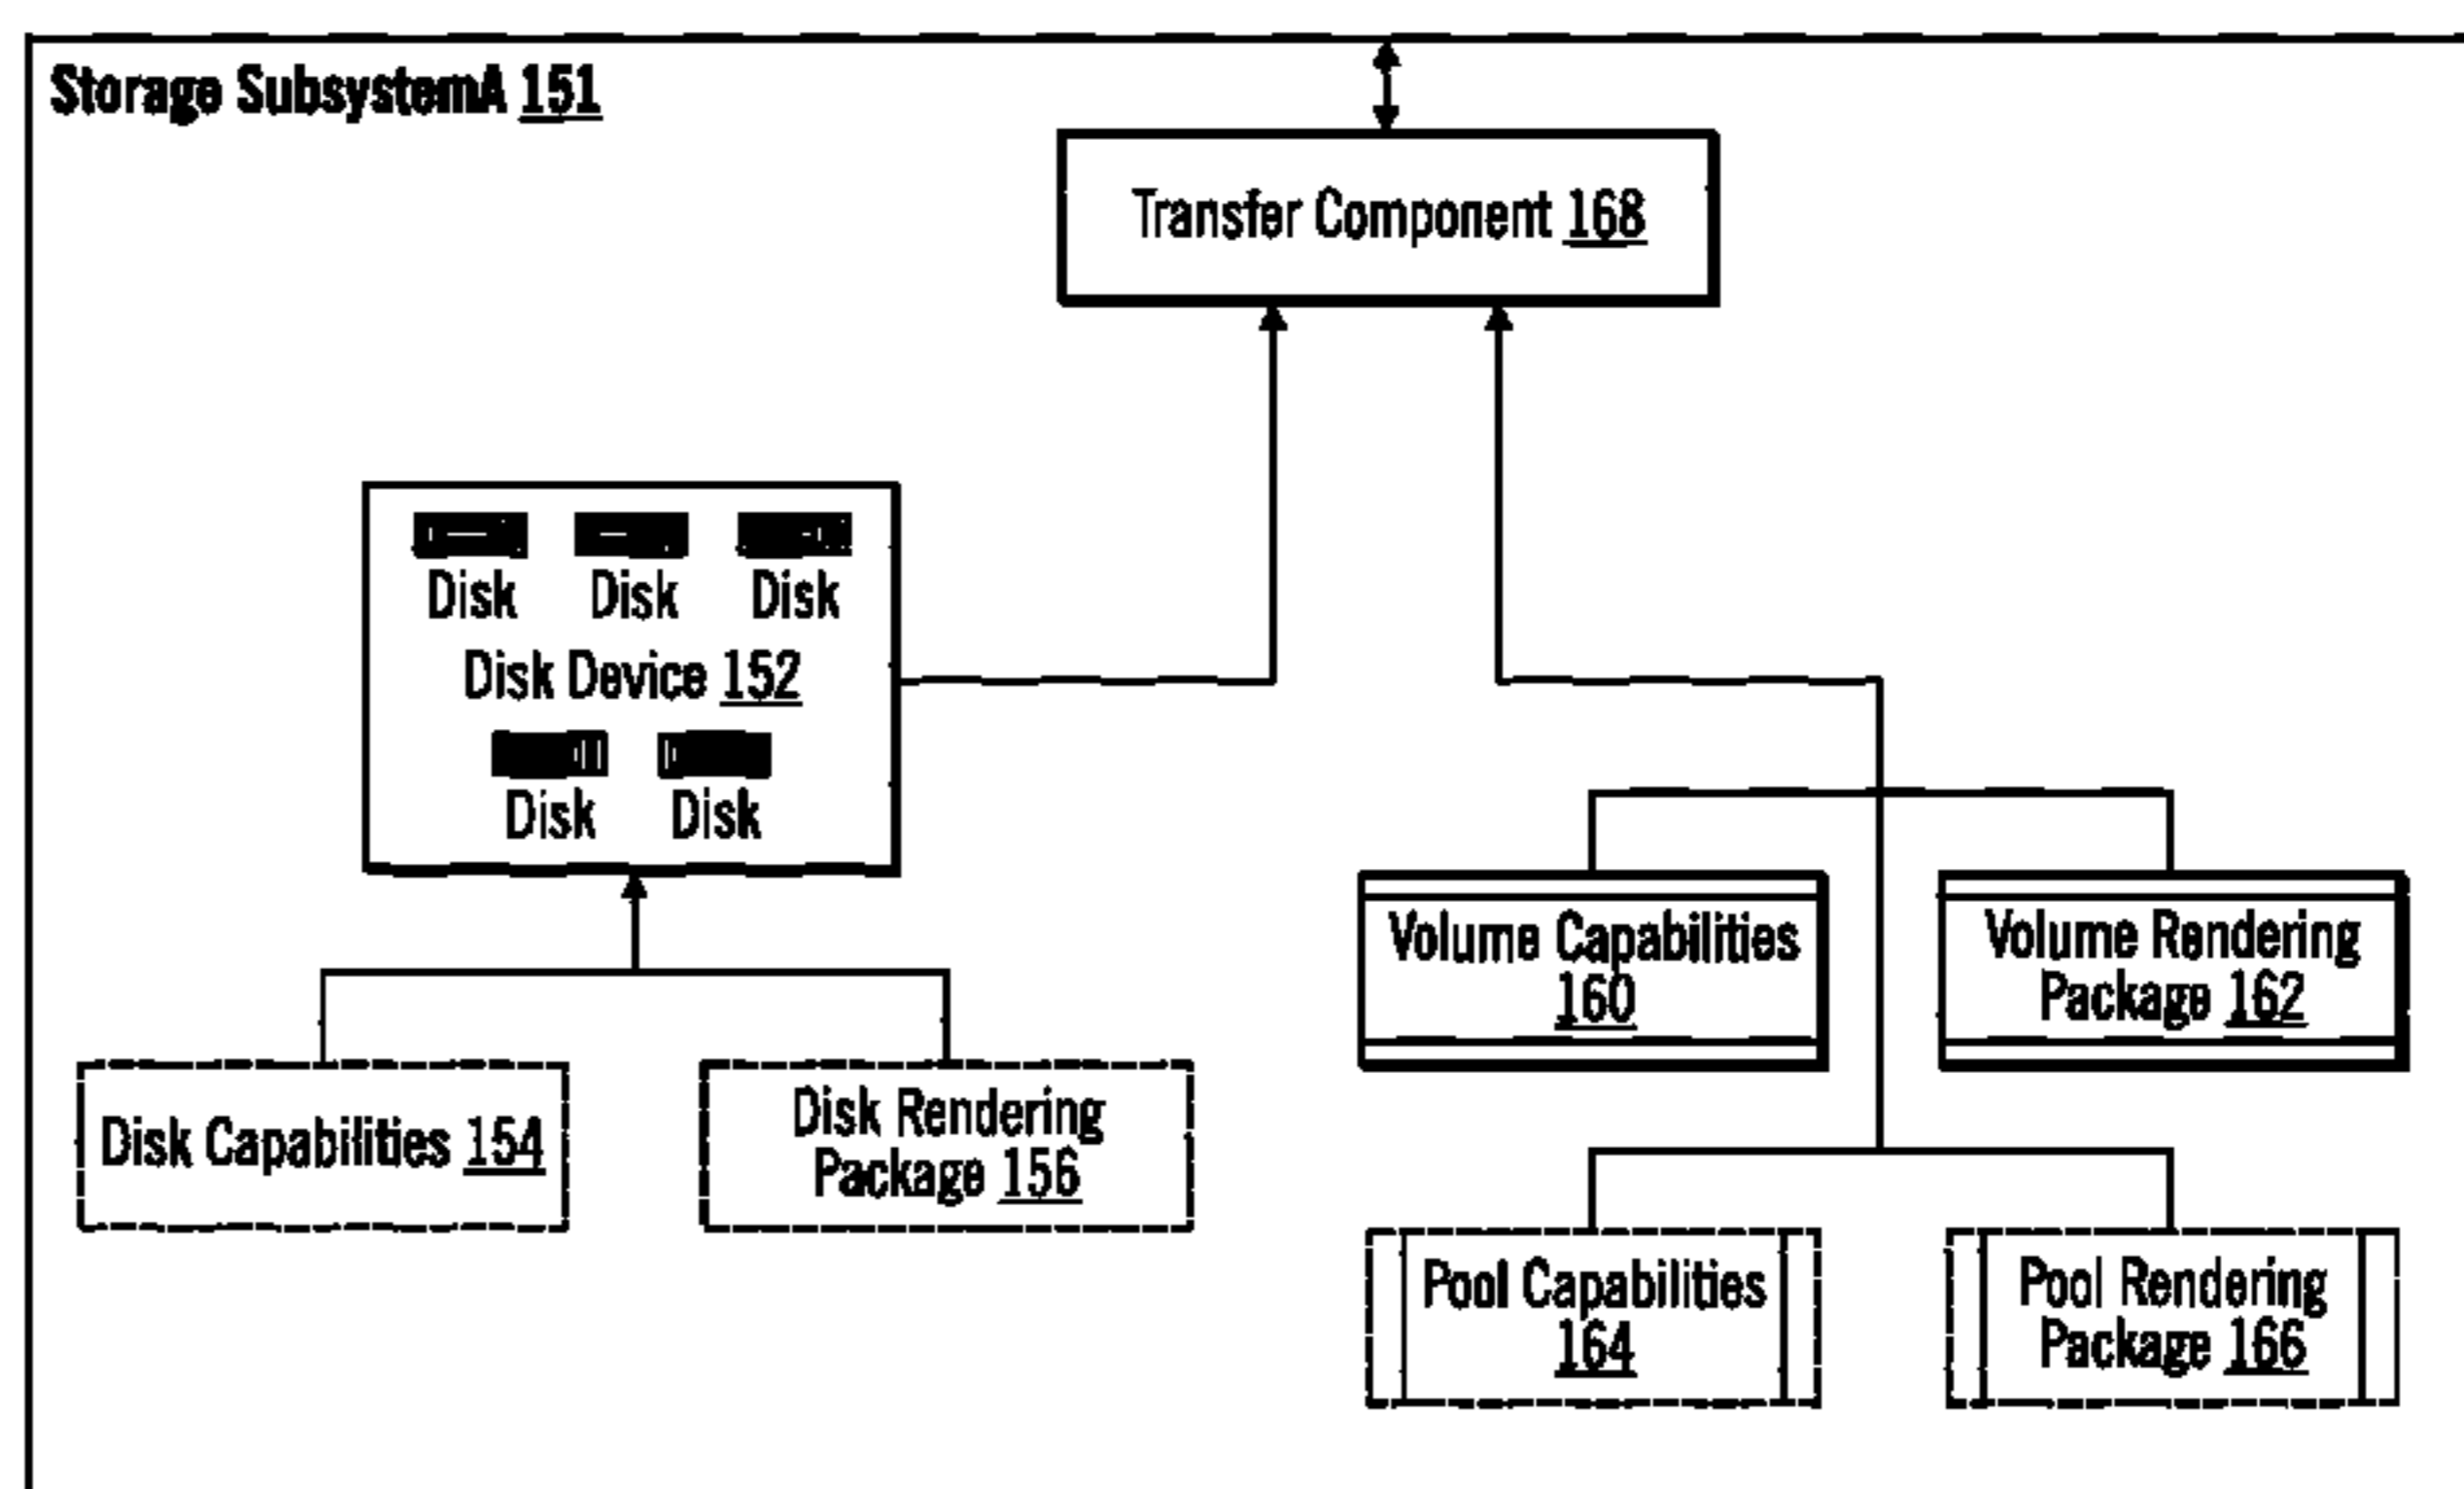 Storage SubsystemA 151
Transfer Component 168
Disk Disk Disk
Disk Device 152
Disk Disk
Volume Capabilities
160
Volume Rendering
Package 162
Disk Capabilities 154
Disk Rendering
Package 156
Pool Capabilities
164
Pool Rendering
Package 166